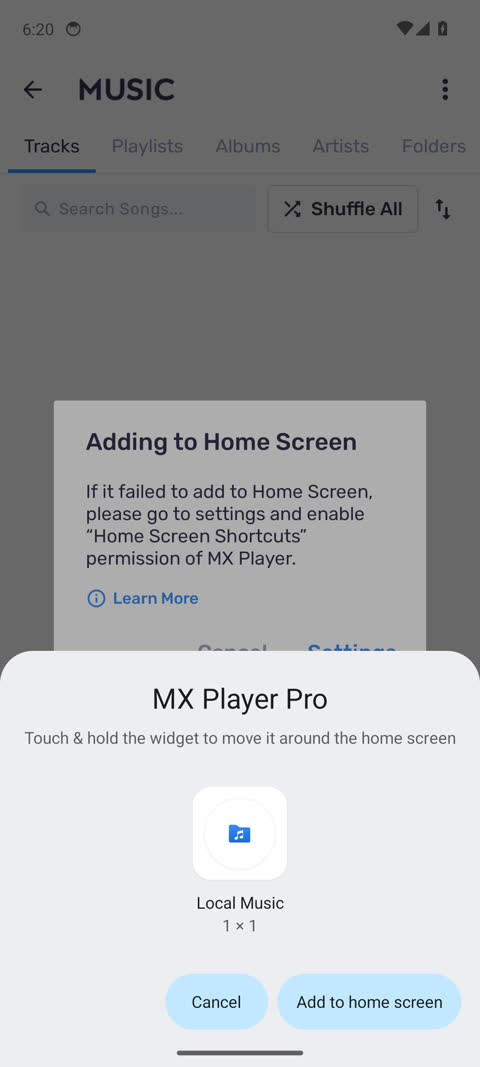 6:20
MUSIC
Tracks Playlists Albums Artists Folders
Search Songs... Shuffle All
Adding to Home Screen
If it failed to add to Home Screen,
please go to settings and enable
“Home Screen Shortcuts”
permission of MX Player.
Learn More
Cancel Settings
MX Player Pro
Touch & hold the widget to move it around the home screen
Local Music
1 × 1
Cancel Add to home screen